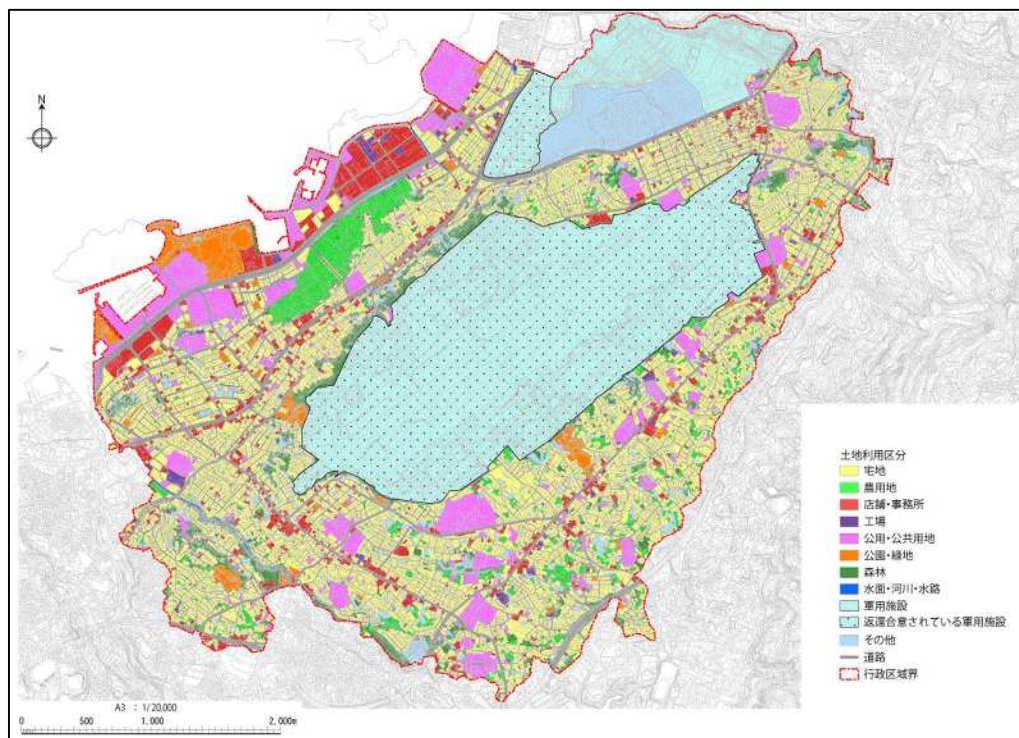 N
土地利用区分
宅地
農用地
店舗・事務所
工場
公用・公共用地
公園・緑地
森林
水面・河川・水路
軍用施設
返還合意されている軍用施設
その他
道路
行政区域界
A3 : 1/20,000
0 500 1,000 2,000m